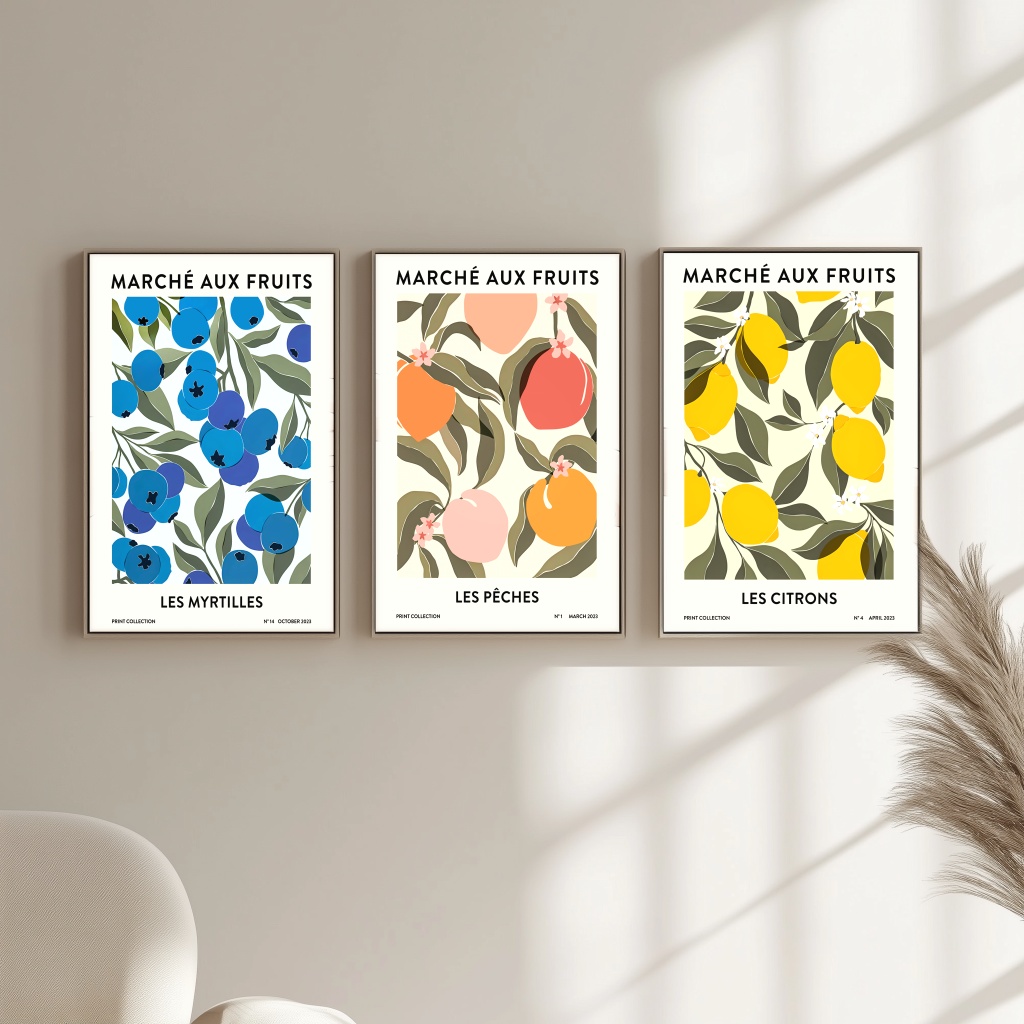 MARCHÉ AUX FRUITS
LES MYRTILLES
PRINT COLLECTION
N° 14 OCTOBER 2023
MARCHÉ AUX FRUITS
LES PÊCHES
PRINT COLLECTION
N° 1 MARCH 2023
MARCHÉ AUX FRUITS
LES CITRONS
PRINT COLLECTION
N° 4 APRIL 2023